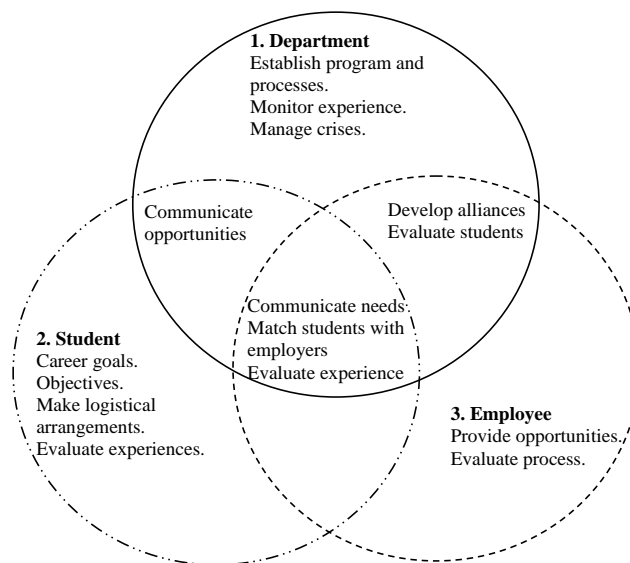 1. Department
Establish program and
processes.
Monitor experience.
Manage crises.
Communicate
opportunities
Develop alliances
Evaluate students
Communicate needs
Match students with
employers
Evaluate experience
2. Student
Career goals.
Objectives.
Make logistical
arrangements.
Evaluate experiences.
3. Employee
Provide opportunities.
Evaluate process.